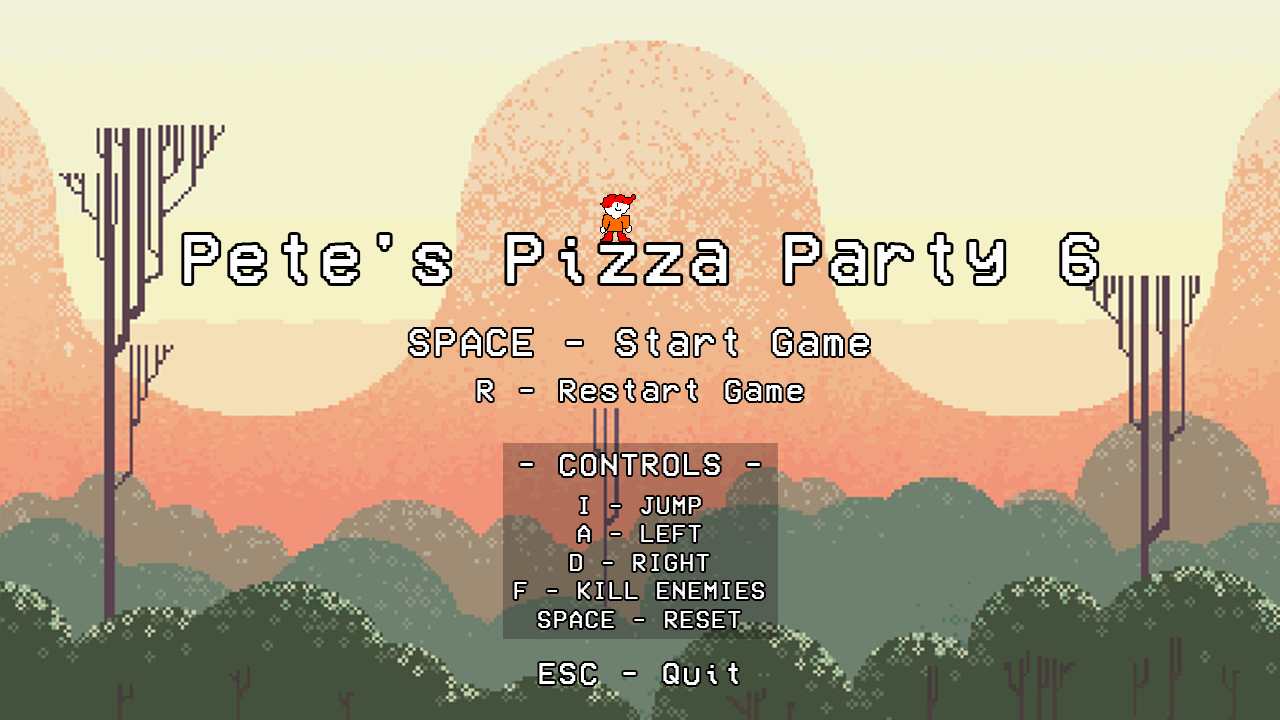 Pete's Pizza Party 6
SPACE - Start Game
R - Restart Game
- CONTROLS -
I - JUMP
A - LEFT
D - RIGHT
F - KILL ENEMIES
SPACE - RESET
ESC - Quit